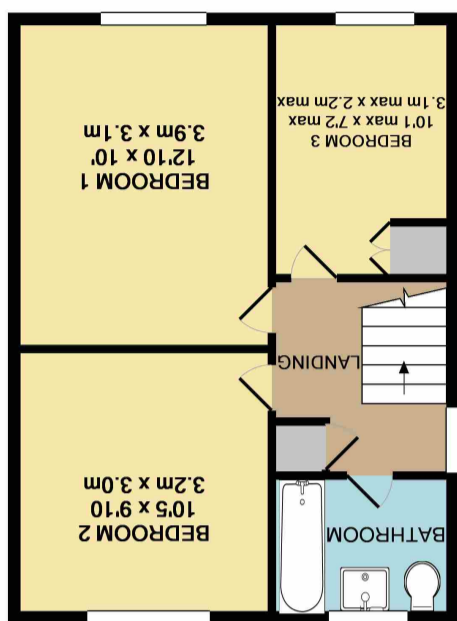 BATHROOM
BEDROOM 2
10'5 x 9'10
3.2m x 3.0m
LANDING
BEDROOM 3
10'1 max x 7'2 max
3.1m max x 2.2m max
BEDROOM 1
12'10 x 10'
3.9m x 3.1m